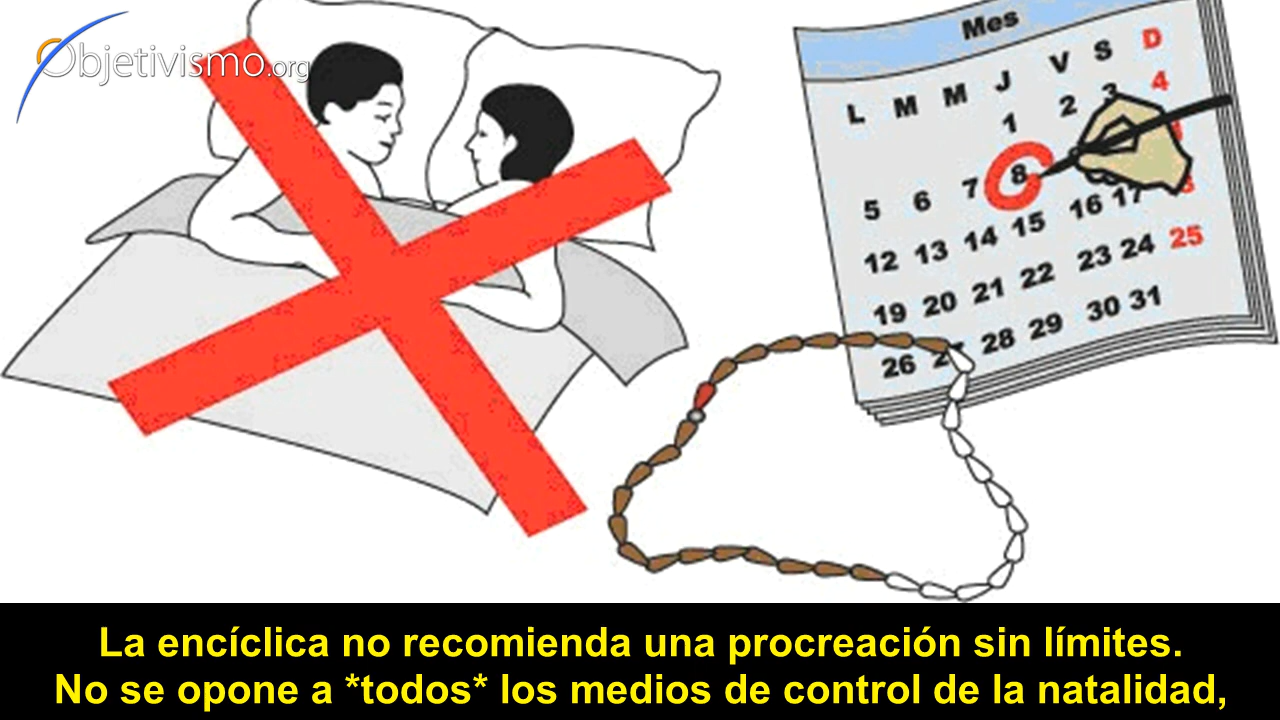 Objetivismo.org
Mes
L M M J V S D
1 2 3 4
5 6 7 8
12 13 14 15 16 17 18
19 20 21 22 23 24 25
26 27 28 29 30 31
La encíclica no recomienda una procreación sin límites.
No se opone a *todos* los medios de control de la natalidad,